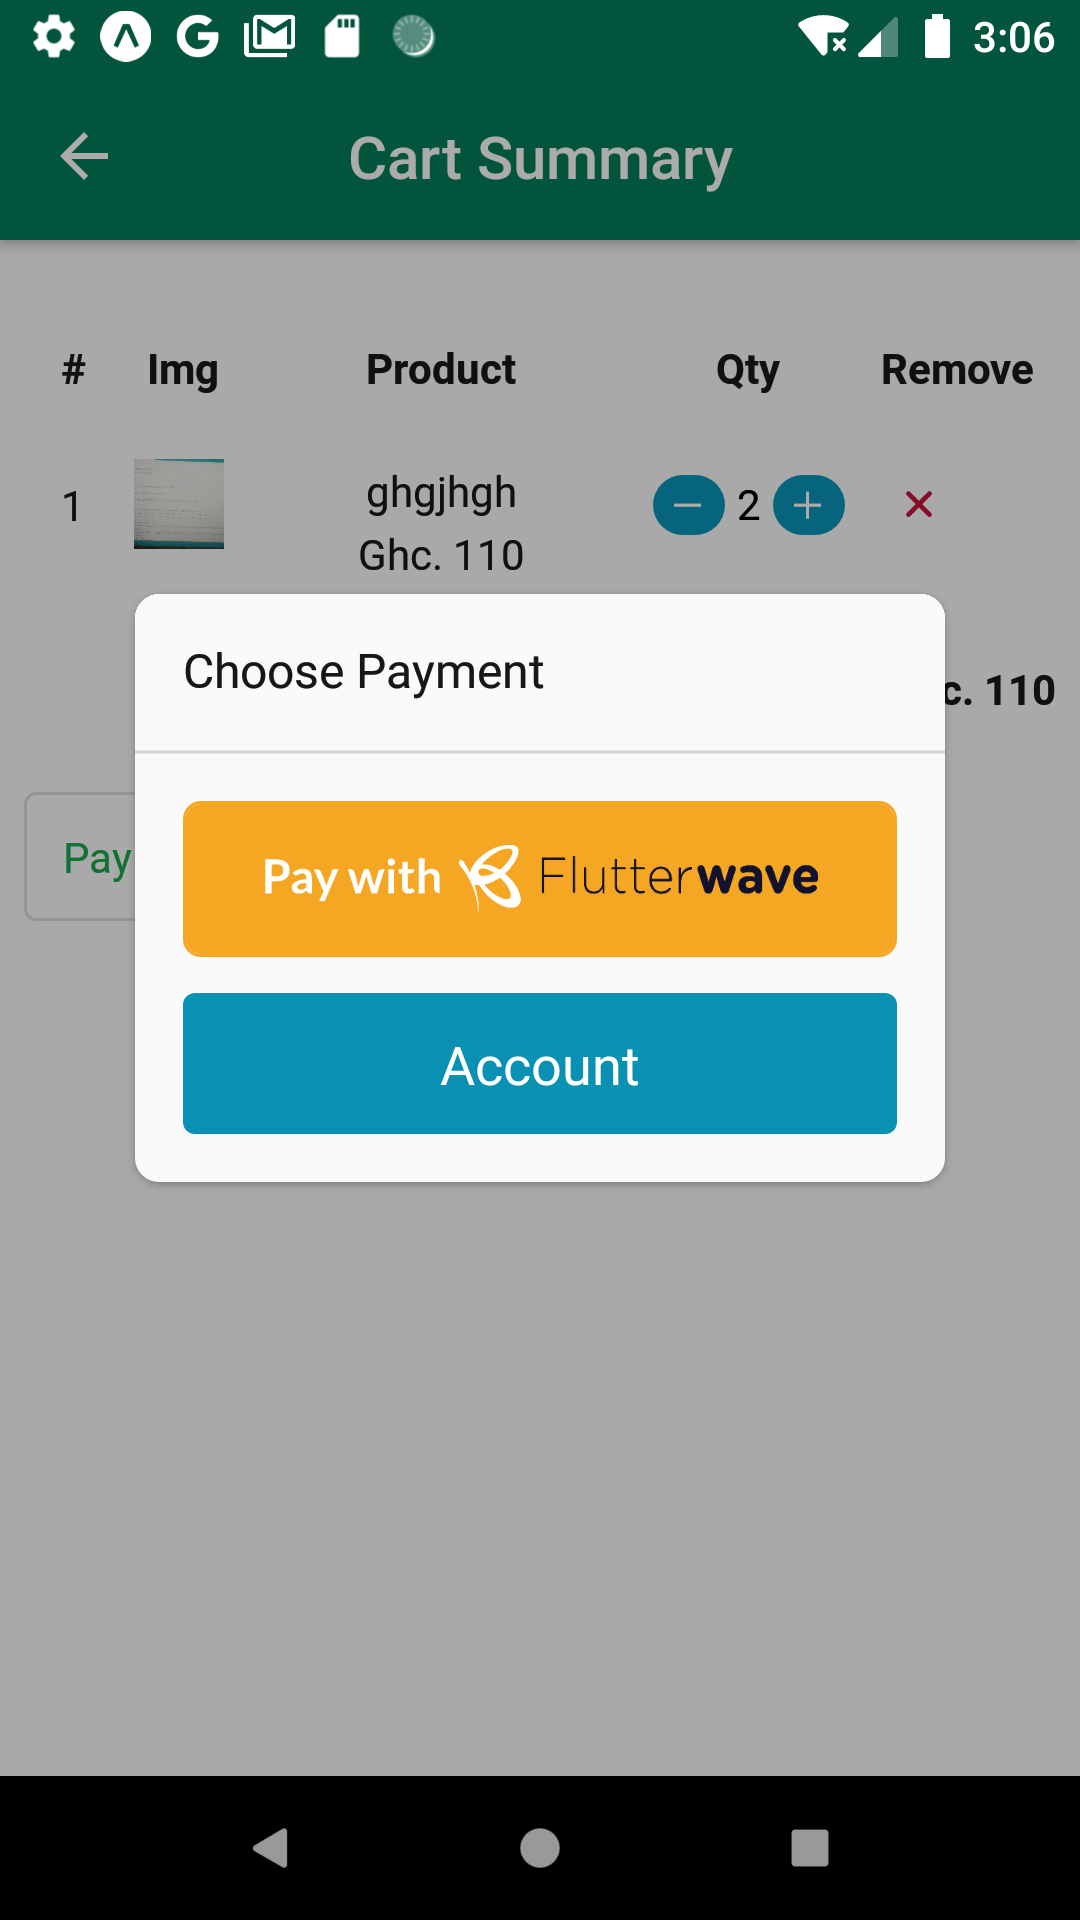 3:06
Cart Summary
# Img Product Qty Remove
1 ghgjhgh 2
Ghc. 110
Choose Payment
c. 110
Pay
Pay with Flutterwave
Account